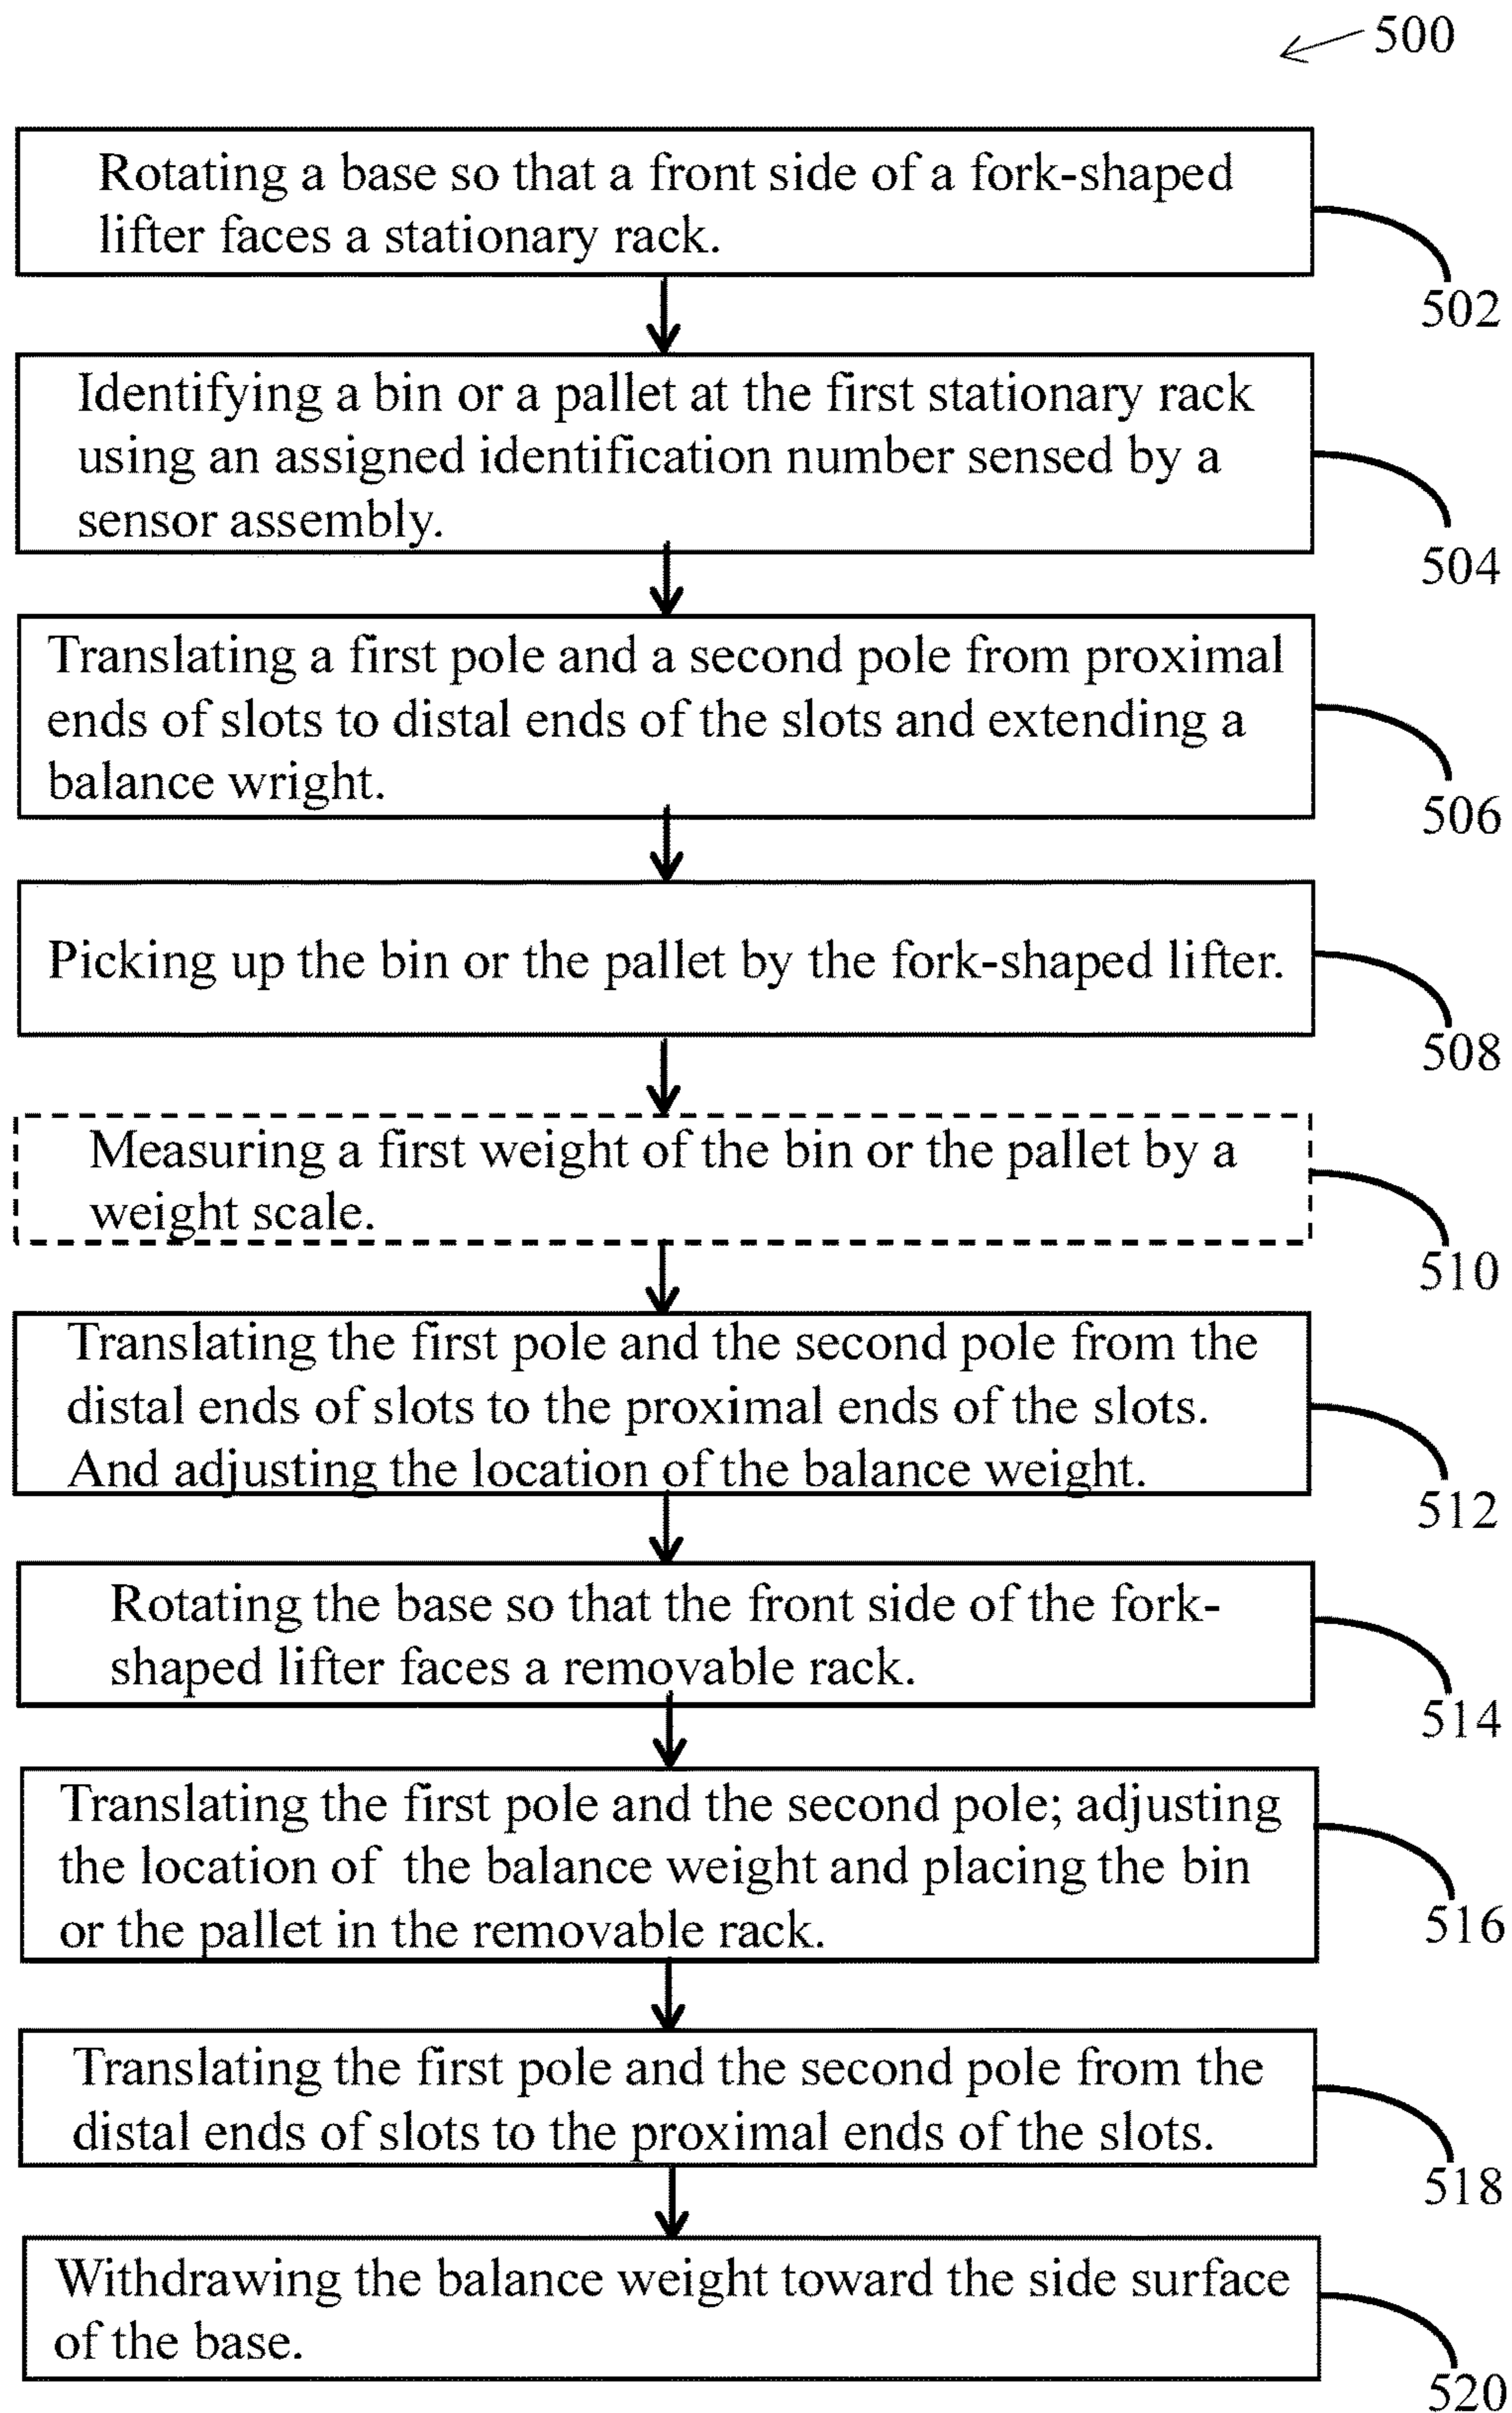 500
Rotating a base so that a front side of a fork-shaped
lifter faces a stationary rack.
502
Identifying a bin or a pallet at the first stationary rack
using an assigned identification number sensed by a
sensor assembly.
504
Translating a first pole and a second pole from proximal
ends of slots to distal ends of the slots and extending a
balance wright.
506
Picking up the bin or the pallet by the fork-shaped lifter.
508
Measuring a first weight of the bin or the pallet by a
weight scale.
510
Translating the first pole and the second pole from the
distal ends of slots to the proximal ends of the slots.
And adjusting the location of the balance weight.
512
Rotating the base so that the front side of the fork-
shaped lifter faces a removable rack.
514
Translating the first pole and the second pole; adjusting
the location of the balance weight and placing the bin
or the pallet in the removable rack.
516
Translating the first pole and the second pole from the
distal ends of slots to the proximal ends of the slots.
518
Withdrawing the balance weight toward the side surface
of the base.
520